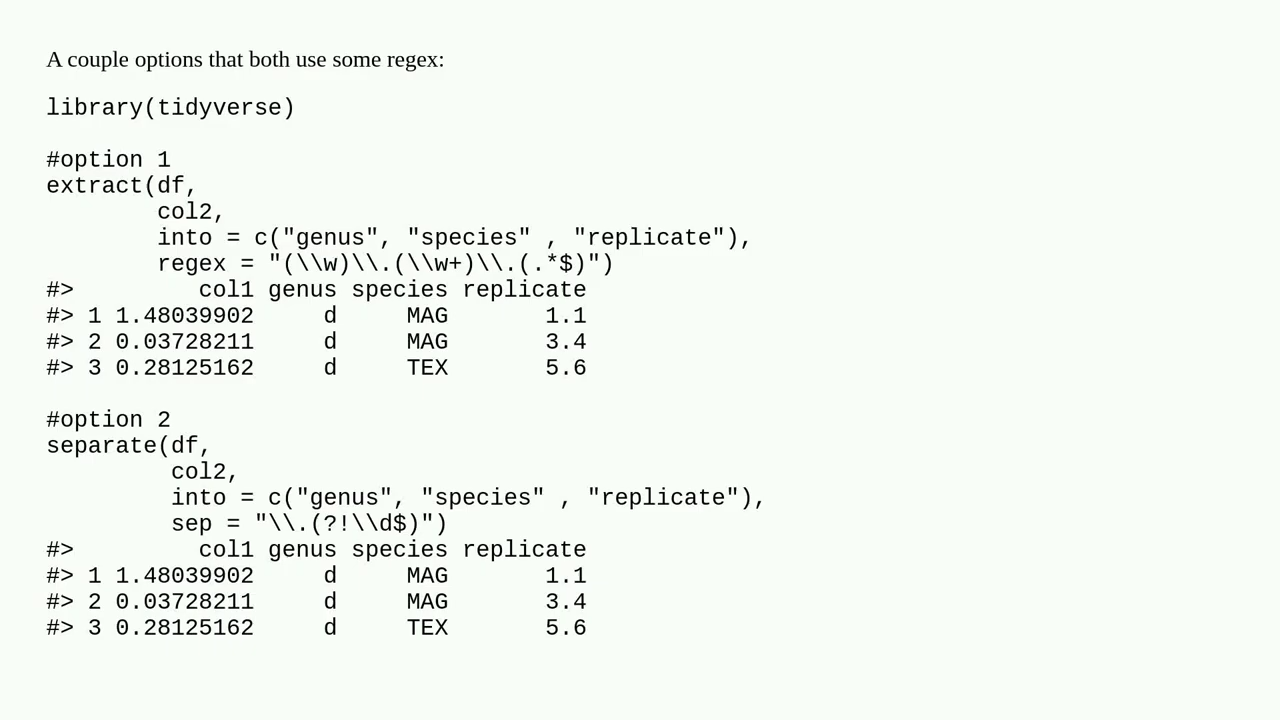 A couple options that both use some regex:
library(tidyverse)
#option 1
extract(df,
        col2,
        into = c("genus", "species" , "replicate"),
        regex = "(\\w)\\.(\\w+)\\.(.*$)")
#>         col1 genus species replicate
#> 1 1.48039902     d     MAG       1.1
#> 2 0.03728211     d     MAG       3.4
#> 3 0.28125162     d     TEX       5.6
#option 2
separate(df,
         col2,
         into = c("genus", "species" , "replicate"),
         sep = "\\.(?!\\d$)")
#>         col1 genus species replicate
#> 1 1.48039902     d     MAG       1.1
#> 2 0.03728211     d     MAG       3.4
#> 3 0.28125162     d     TEX       5.6